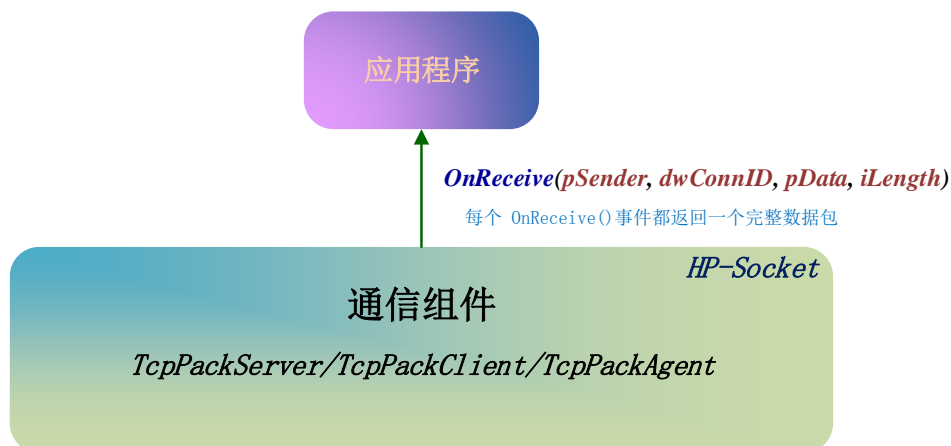 应用程序
OnReceive(pSender, dwConnID, pData, iLength)
每个 OnReceive()事件都返回一个完整数据包
HP-Socket
通信组件
TcpPackServer/TcpPackClient/TcpPackAgent